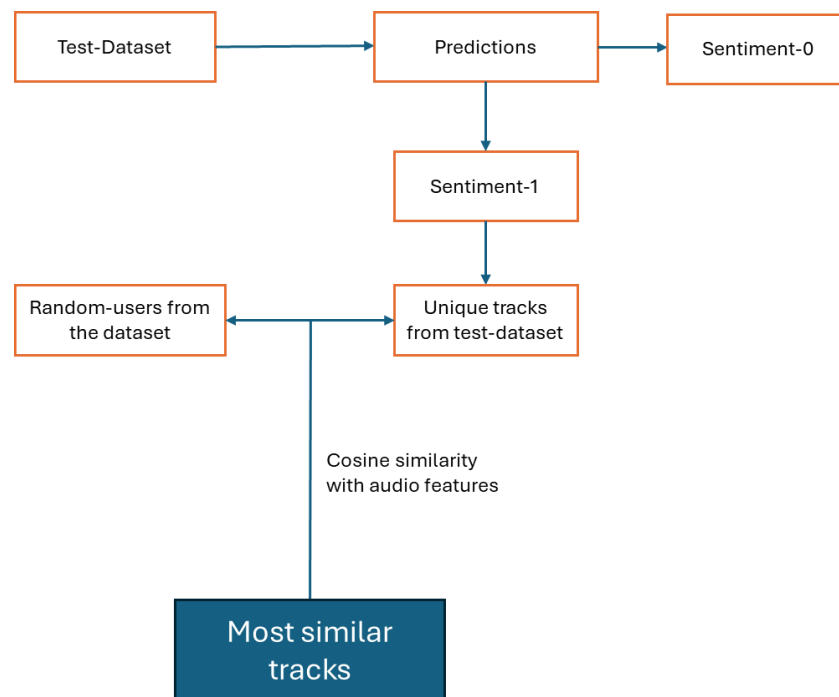 Test-Dataset
Predictions
Sentiment-0
Sentiment-1
Random-users from
the dataset
Unique tracks
from test-dataset
Cosine similarity
with audio features
Most similar
tracks